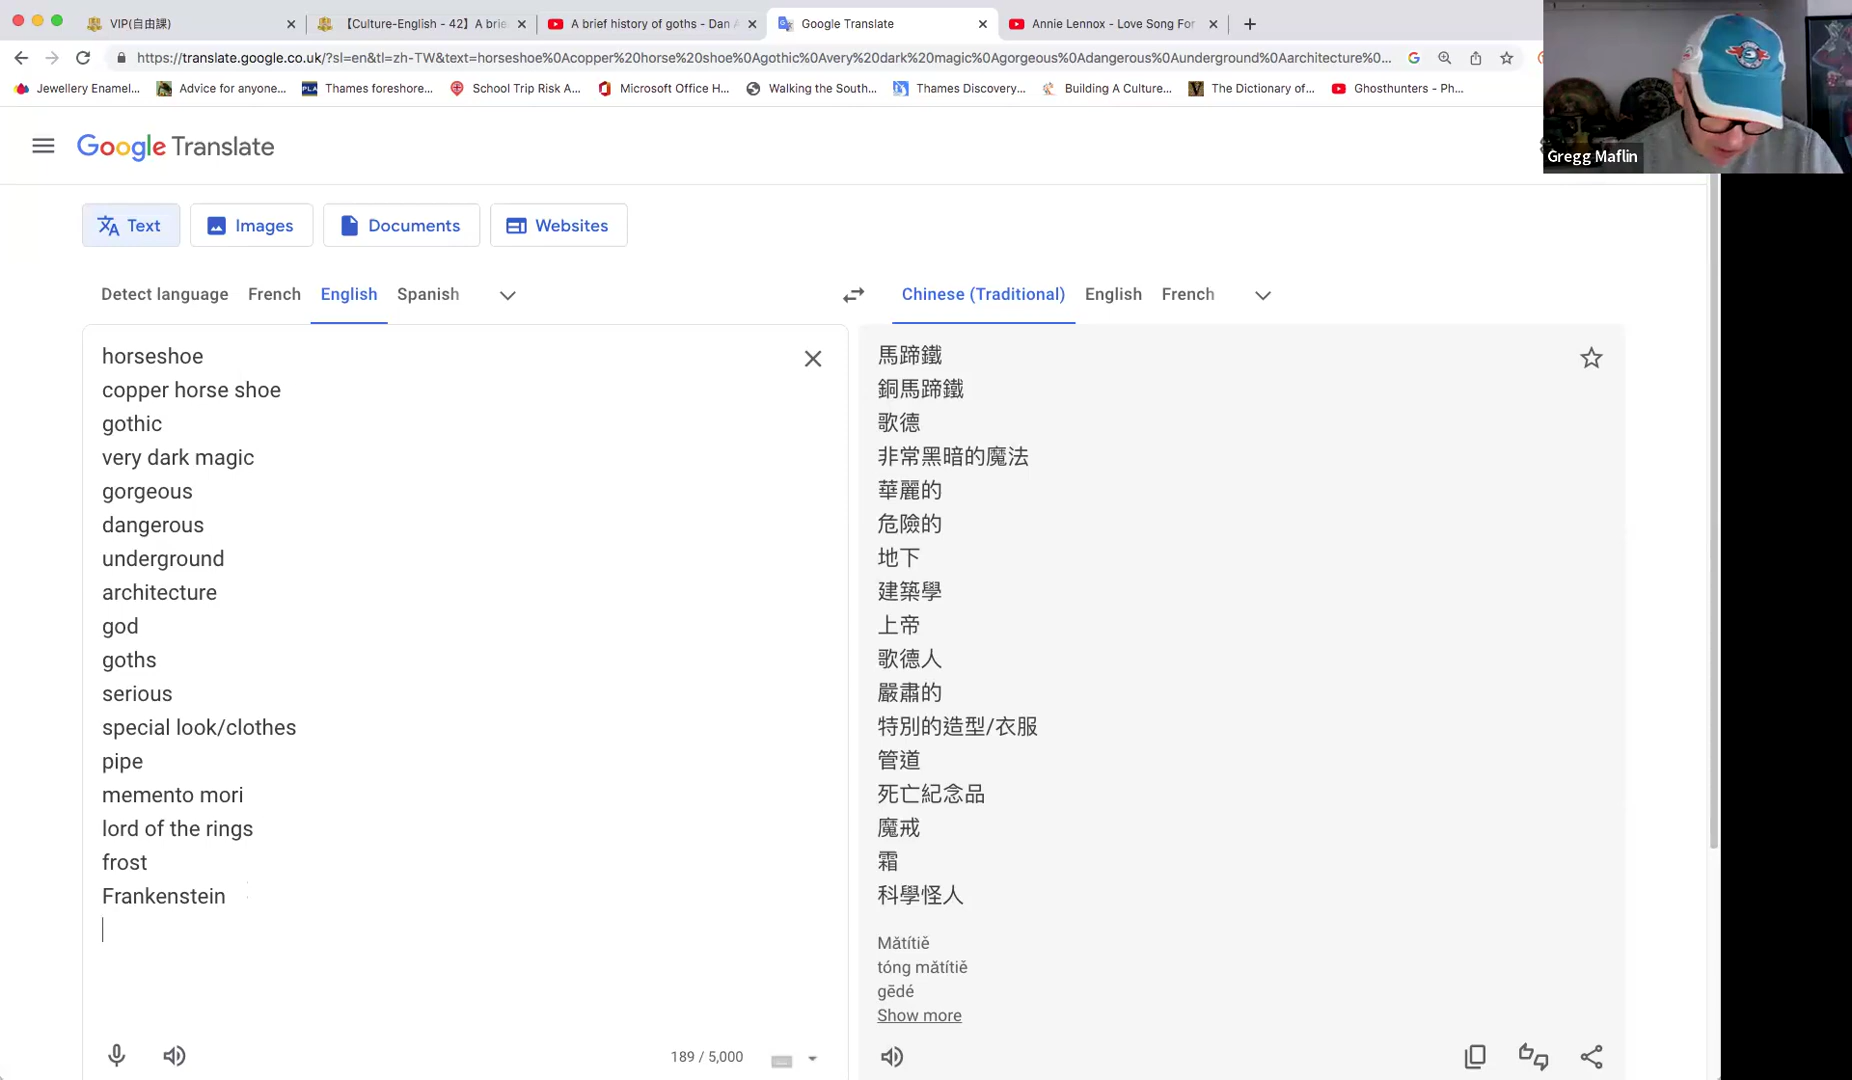 VIP(自由課)
【Culture-English - 42】A brie
A brief history of goths - Dan A
Google Translate
Annie Lennox - Love Song For
https://translate.google.co.uk/?sl=en&tl=zh-TW&text=horseshoe%0Acopper%20horse%20shoe%0Agothic%0Avery%20dark%20magic%0Agorgeous%0Adangerous%0Aunderground%0Aarchitecture%0...
Jewellery Enamel...
Advice for anyone...
Thames foreshore...
School Trip Risk A...
Microsoft Office H...
Walking the South...
Thames Discovery...
Building A Culture...
The Dictionary of...
Ghosthunters - Ph...
Gregg Maflin
Google Translate
Text
Images
Documents
Websites
Detect language
French
English
Spanish
Chinese (Traditional)
English
French
horseshoe
copper horse shoe
gothic
very dark magic
gorgeous
dangerous
underground
architecture
god
goths
serious
special look/clothes
pipe
memento mori
lord of the rings
frost
Frankenstein
189 / 5,000
馬蹄鐵
銅馬蹄鐵
歌德
非常黑暗的魔法
華麗的
危險的
地下
建築學
上帝
歌德人
嚴肅的
特別的造型/衣服
管道
死亡紀念品
魔戒
霜
科學怪人
Mǎtítiě
tóng mǎtítiě
gēdé
Show more